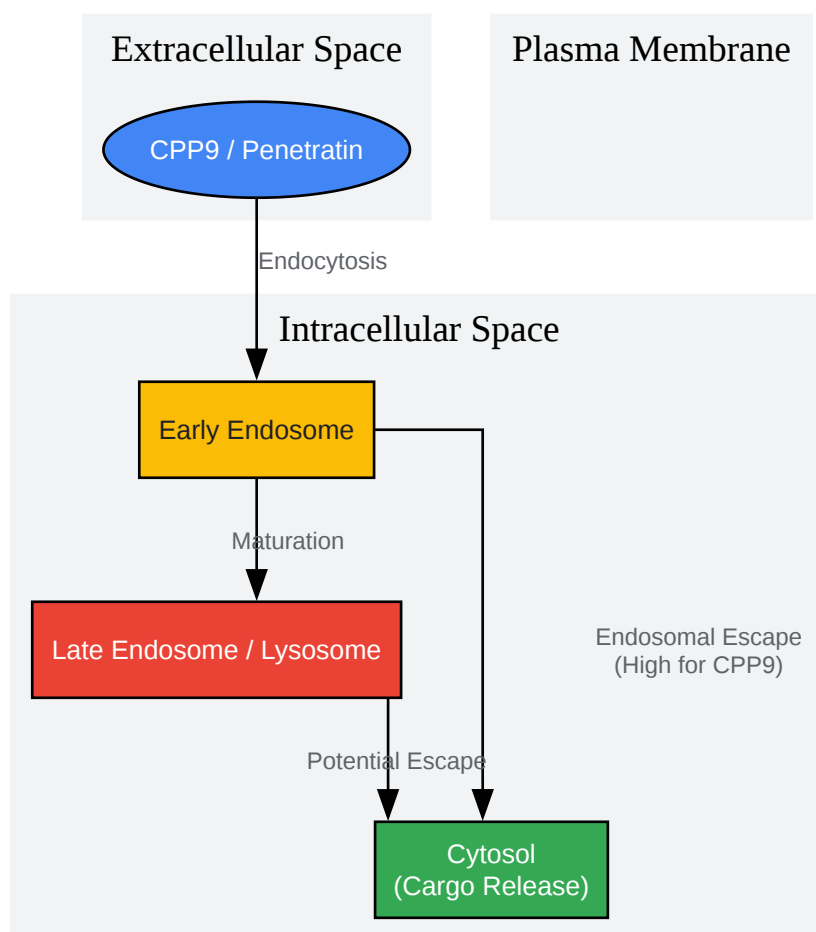 Extracellular Space
Plasma Membrane
CPP9 / Penetratin
Endocytosis
Intracellular Space
Early Endosome
Maturation
Late Endosome / Lysosome
Endosomal Escape
(High for CPP9)
Potential Escape
Cytosol
(Cargo Release)